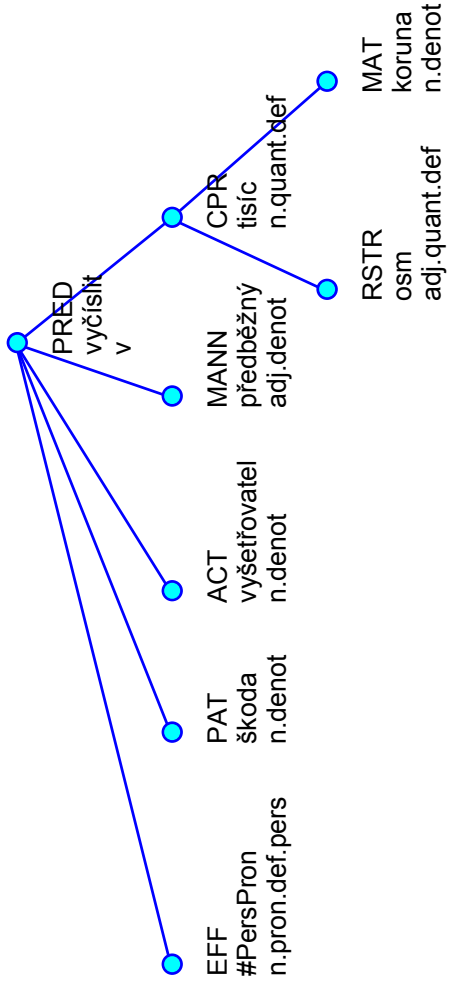 PRED
vyčíslit
v
EFF
#PersPron
n.pron.def.pers
PAT
škoda
n.denot
ACT
vyšetřovatel
n.denot
MANN
předběžný
adj.denot
CPR
tisíc
n.quant.def
RSTR
osm
adj.quant.def
MAT
koruna
n.denot